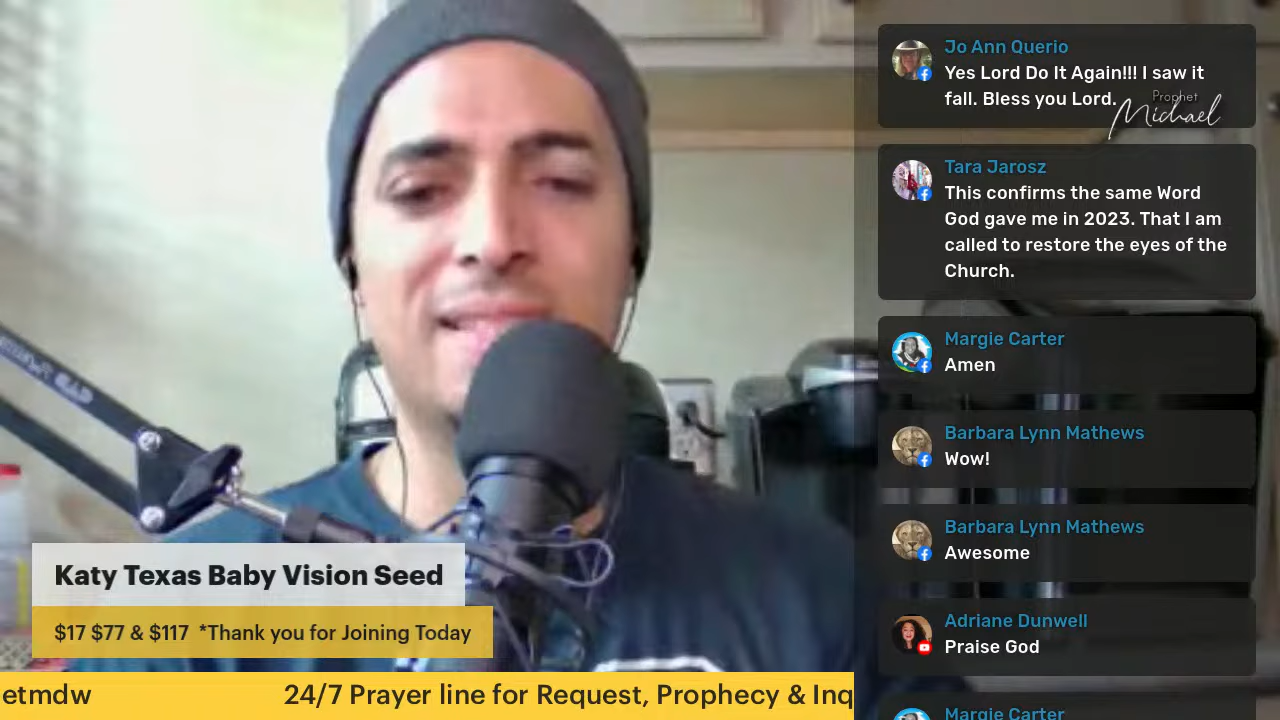 Jo Ann Querio
Yes Lord Do It Again!!! I saw it
fall. Bless you Lord.
Prophet
Michael
Tara Jarosz
This confirms the same Word
God gave me in 2023. That I am
called to restore the eyes of the
Church.
Margie Carter
Amen
Barbara Lynn Mathews
Wow!
Barbara Lynn Mathews
Awesome
Adriane Dunwell
Praise God
Margie Carter
Katy Texas Baby Vision Seed
$17 $77 & $117 *Thank you for Joining Today
etmdw 24/7 Prayer line for Request, Prophecy & Inq